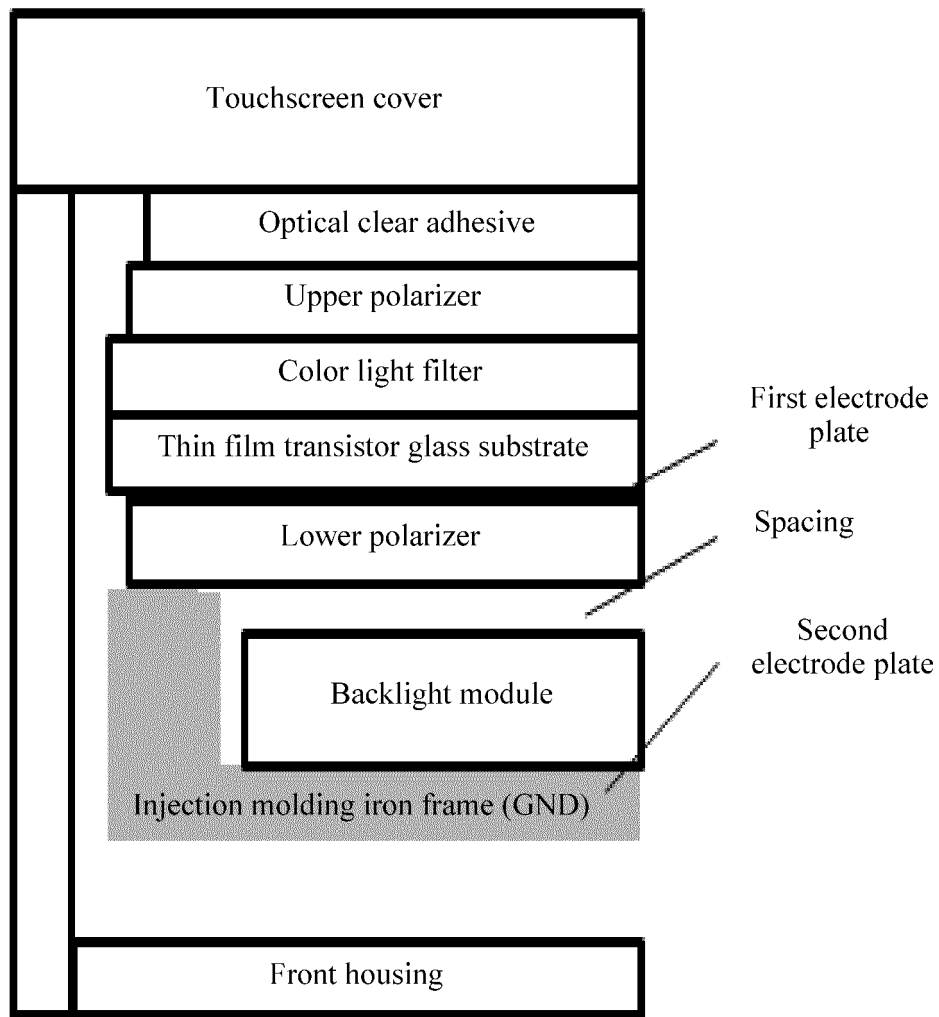 Touchscreen cover
Optical clear adhesive
Upper polarizer
Color light filter
First electrode
plate
Thin film transistor glass substrate
Spacing
Lower polarizer
Second
electrode plate
Backlight module
Injection molding iron frame (GND)
Front housing